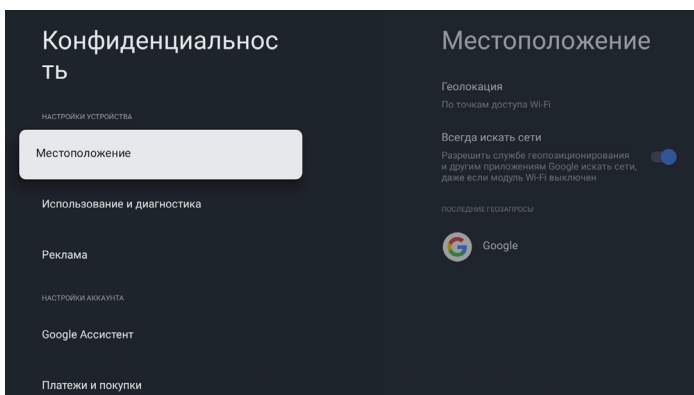 Конфиденциальнос
ть
НАСТРОЙКИ УСТРОЙСТВА
Местоположение
Использование и диагностика
Реклама
НАСТРОЙКИ АККАУНТА
Google Ассистент
Платежи и покупки
Местоположение
Геолокация
По точкам доступа Wi-Fi
Всегда искать сети
Разрешить службе геопозиционирования
и другим приложениям Google искать сети,
даже если модуль Wi-Fi выключен
ПОСЛЕДНИЕ ГЕОЗАПРОСЫ
Google